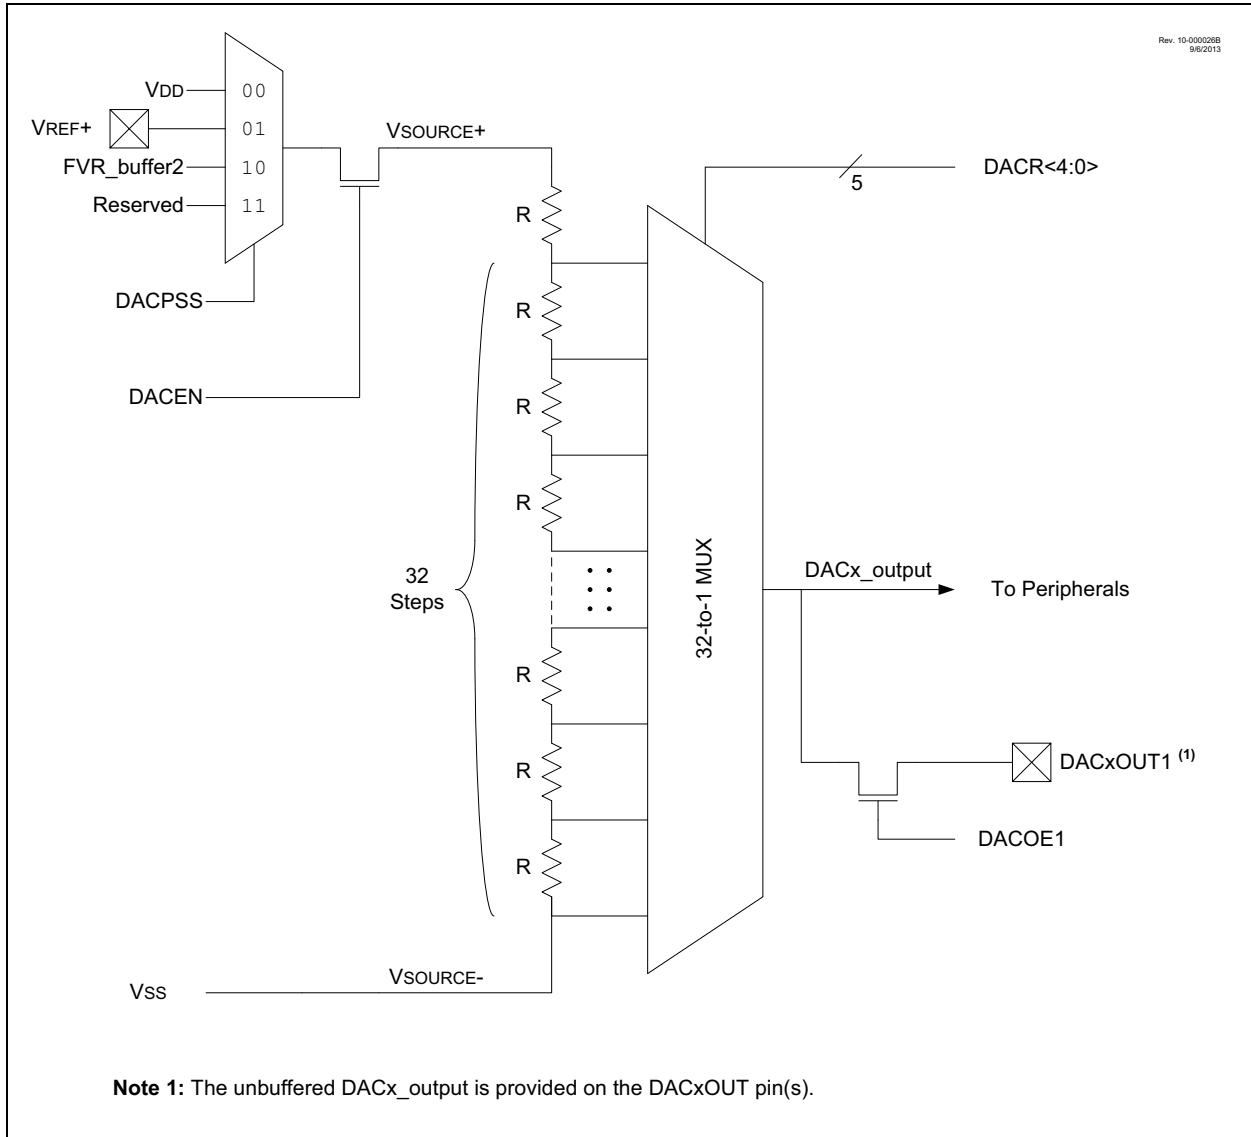 Rev. 10-000026B
9/6/2013
VDD
00
VREF+
01
FVR_buffer2
10
Reserved
11
DACPSS
DACEN
VSOURCE+
R
R
R
R
R
R
R
32
Steps
DACR<4:0>
5
32-to-1 MUX
DACx_output
To Peripherals
DACxOUT1 (1)
DACOE1
VSOURCE-
VSS
Note 1: The unbuffered DACx_output is provided on the DACxOUT pin(s).